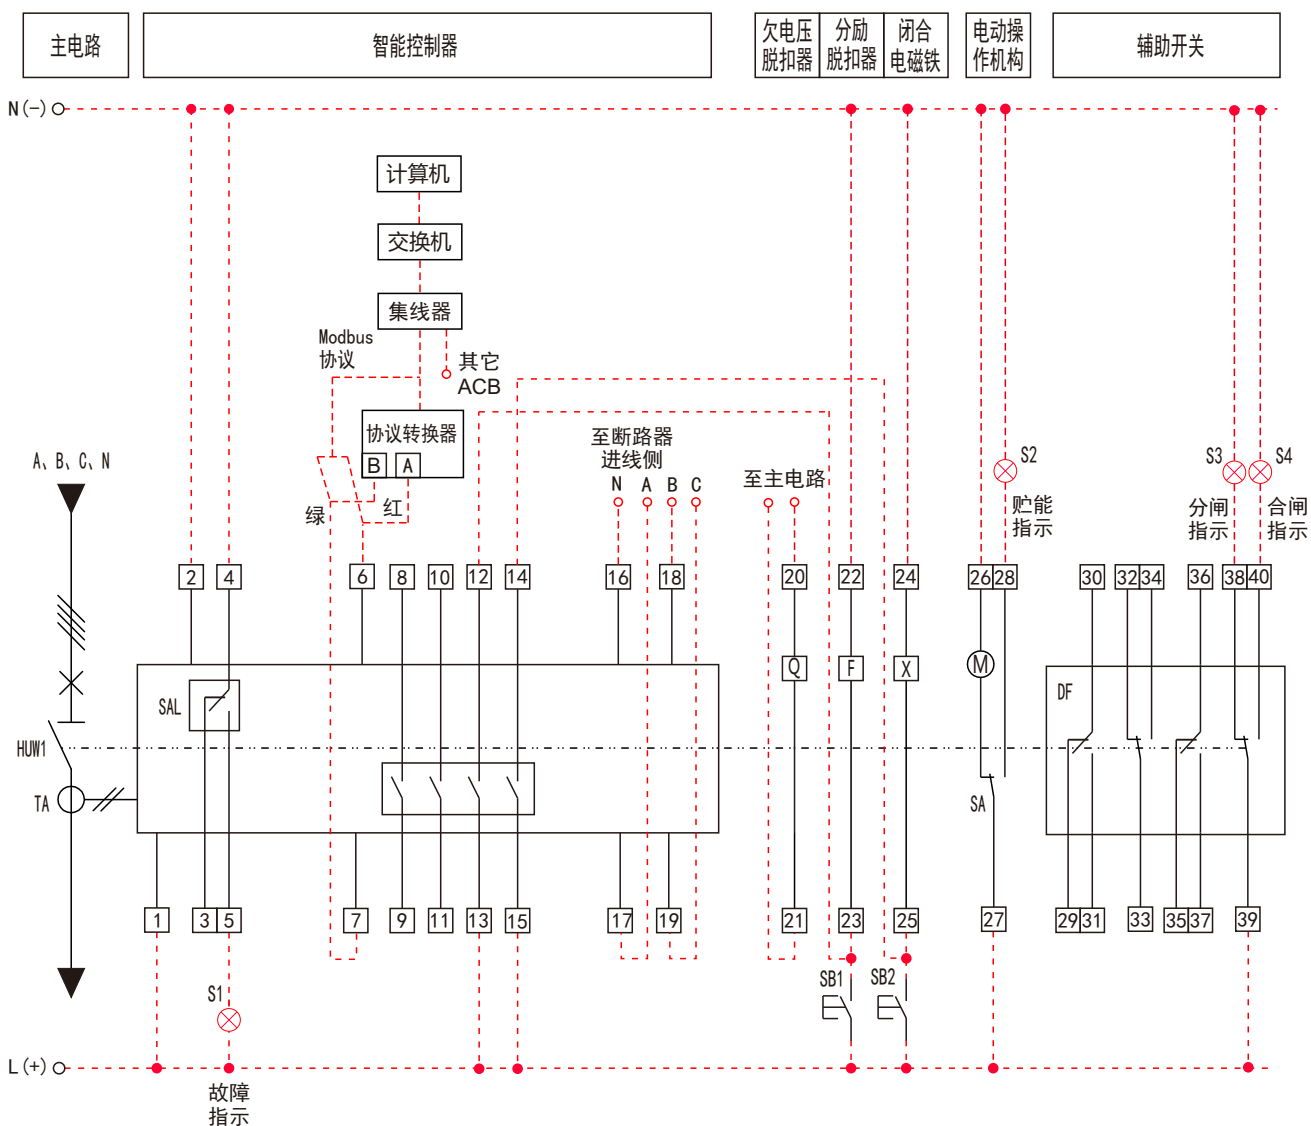 主电路
智能控制器
欠电压
脱扣器
分励
脱扣器
闭合
电磁铁
电动操
作机构
辅助开关
N(−)
计算机
交换机
集线器
Modbus
协议
其它
ACB
协议转换器
B A
绿
红
至断路器
进线侧
N A B C
至主电路
A、B、C、N
S2
贮能
指示
S3
S4
分闸
指示
合闸
指示
2 4 6 8 10 12 14 16 18 20 22 24 26 28 30 32 34 36 38 40
Q
F
X
M
SAL
DF
HUW1
TA
SA
1 3 5 7 9 11 13 15 17 19 21 23 25 27 29 31 33 35 37 39
S1
SB1
SB2
L(+)
故障
指示